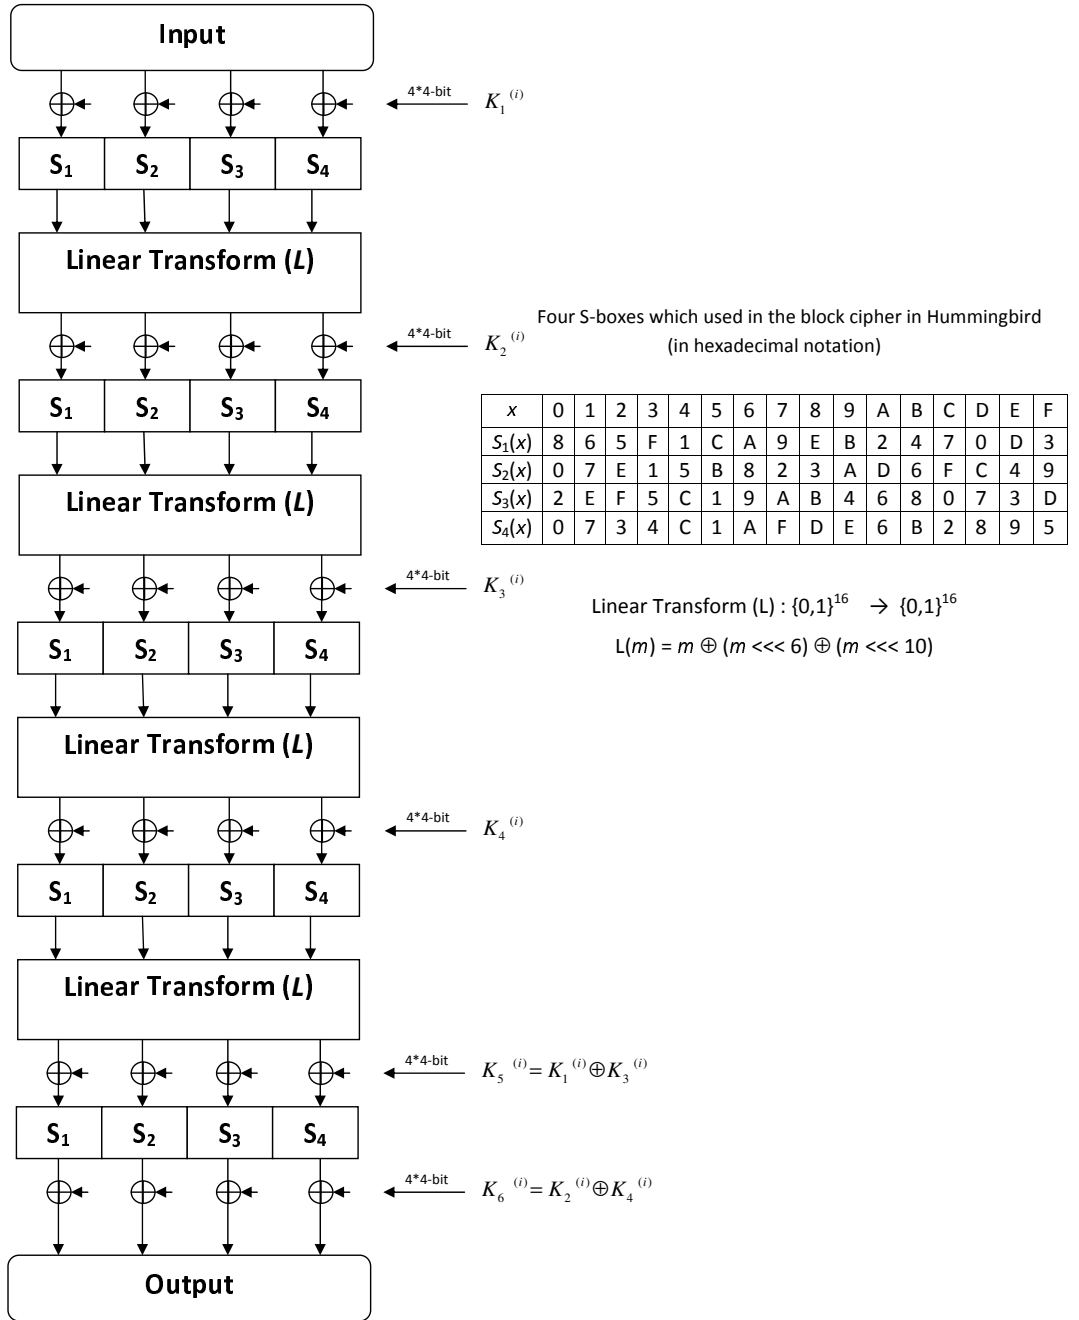 Input
4*4-bit K₁⁽ⁱ⁾
S₁ S₂ S₃ S₄
Linear Transform (L)
4*4-bit K₂⁽ⁱ⁾
Four S-boxes which used in the block cipher in Hummingbird
(in hexadecimal notation)
S₁ S₂ S₃ S₄
x 0 1 2 3 4 5 6 7 8 9 A B C D E F
S₁(x) 8 6 5 F 1 C A 9 E B 2 4 7 0 D 3
S₂(x) 0 7 E 1 5 B 8 2 3 A D 6 F C 4 9
S₃(x) 2 E F 5 C 1 9 A B 4 6 8 0 7 3 D
S₄(x) 0 7 3 4 C 1 A F D E 6 B 2 8 9 5
Linear Transform (L)
4*4-bit K₃⁽ⁱ⁾
Linear Transform (L) : {0,1}¹⁶ → {0,1}¹⁶
L(m) = m ⊕ (m <<< 6) ⊕ (m <<< 10)
S₁ S₂ S₃ S₄
Linear Transform (L)
4*4-bit K₄⁽ⁱ⁾
S₁ S₂ S₃ S₄
Linear Transform (L)
4*4-bit K₅⁽ⁱ⁾= K₁⁽ⁱ⁾⊕K₃⁽ⁱ⁾
S₁ S₂ S₃ S₄
4*4-bit K₆⁽ⁱ⁾= K₂⁽ⁱ⁾⊕K₄⁽ⁱ⁾
Output